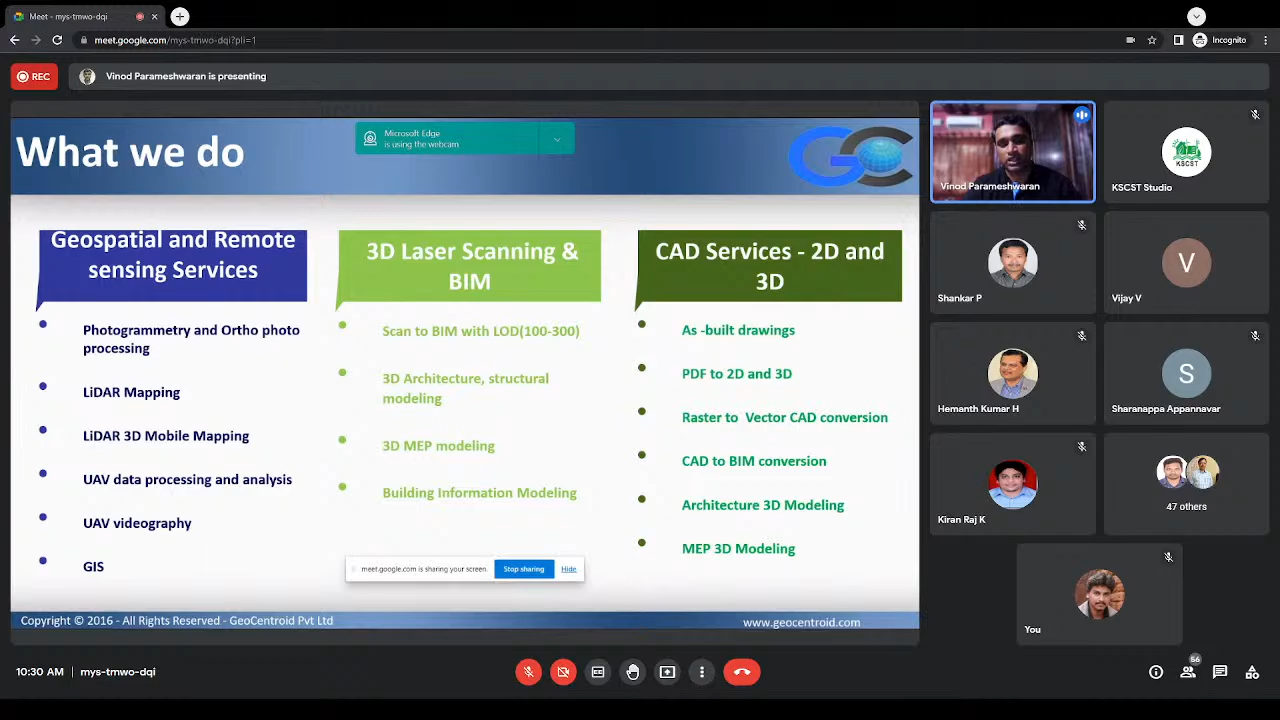 Meet - mys-tmwo-dqi
meet.google.com/mys-tmwo-dqi?pli=1
Incognito
REC
Vinod Parameshwaran is presenting
What we do
Microsoft Edge
is using the webcam
GC
Geospatial and Remote
sensing Services
Photogrammetry and Ortho photo
processing
LiDAR Mapping
LiDAR 3D Mobile Mapping
UAV data processing and analysis
UAV videography
GIS
3D Laser Scanning &
BIM
Scan to BIM with LOD(100-300)
3D Architecture, structural
modeling
3D MEP modeling
Building Information Modeling
CAD Services - 2D and
3D
As -built drawings
PDF to 2D and 3D
Raster to Vector CAD conversion
CAD to BIM conversion
Architecture 3D Modeling
MEP 3D Modeling
meet.google.com is sharing your screen.
Stop sharing
Hide
Copyright © 2016 - All Rights Reserved - GeoCentroid Pvt Ltd
www.geocentroid.com
Vinod Parameshwaran
KSCST
KSCST Studio
Shankar P
V
Vijay V
Hemanth Kumar H
S
Sharanappa Appannavar
Kiran Raj K
47 others
You
10:30 AM | mys-tmwo-dqi
56